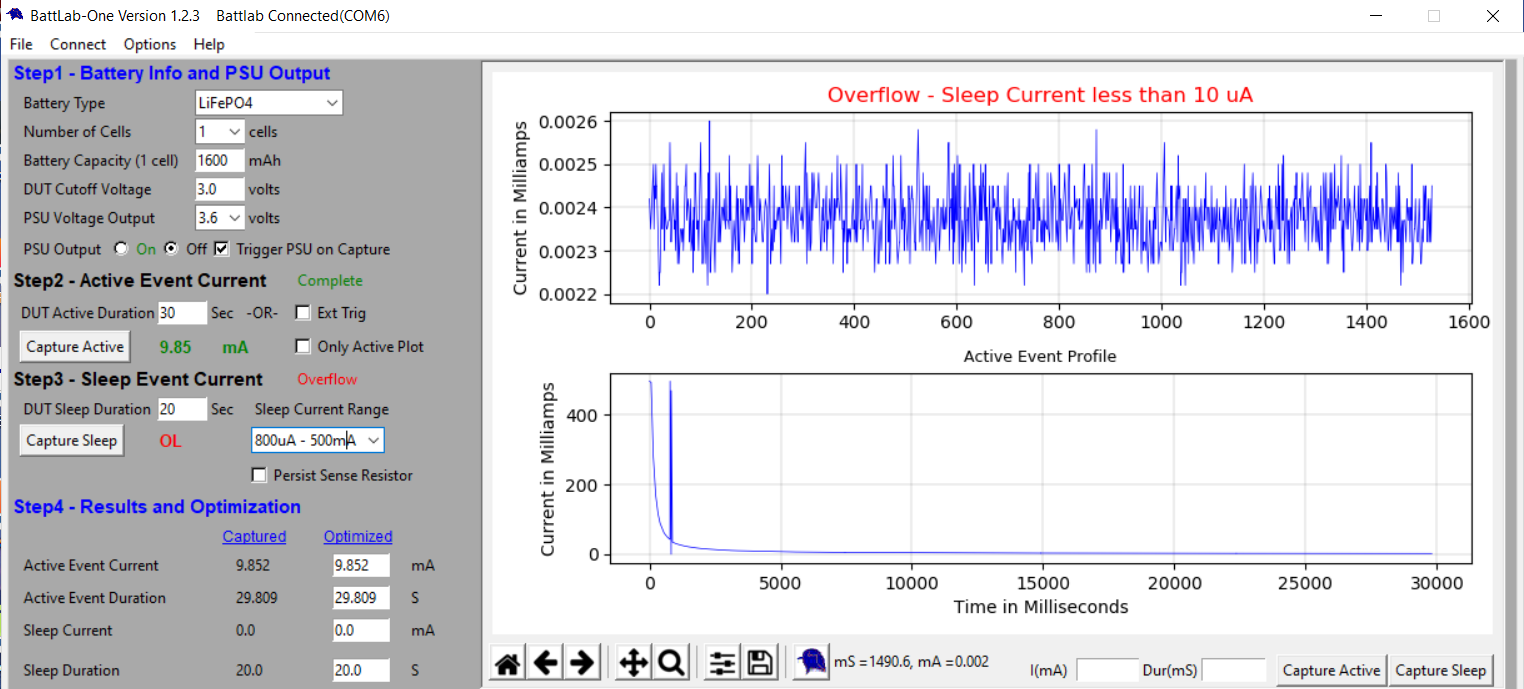 BattLab-One Version 1.2.3 Battlab Connected(COM6)
File Connect Options Help
Step1 - Battery Info and PSU Output
Battery Type LiFePO4
Number of Cells 1 cells
Battery Capacity (1 cell) 1600 mAh
DUT Cutoff Voltage 3.0 volts
PSU Voltage Output 3.6 volts
PSU Output On Off Trigger PSU on Capture
Step2 - Active Event Current Complete
DUT Active Duration 30 Sec -OR- Ext Trig
Capture Active 9.85 mA Only Active Plot
Step3 - Sleep Event Current Overflow
DUT Sleep Duration 20 Sec Sleep Current Range
Capture Sleep OL 800uA - 500mA
Persist Sense Resistor
Step4 - Results and Optimization
Captured Optimized
Active Event Current 9.852 9.852 mA
Active Event Duration 29.809 29.809 S
Sleep Current 0.0 0.0 mA
Sleep Duration 20.0 20.0 S
Overflow - Sleep Current less than 10 uA
Current in Milliamps
0.0026
0.0025
0.0024
0.0023
0.0022
0 200 400 600 800 1000 1200 1400 1600
Active Event Profile
Current in Milliamps
400
200
0
0 5000 10000 15000 20000 25000 30000
Time in Milliseconds
mS =1490.6, mA =0.002 I(mA) Dur(mS) Capture Active Capture Sleep